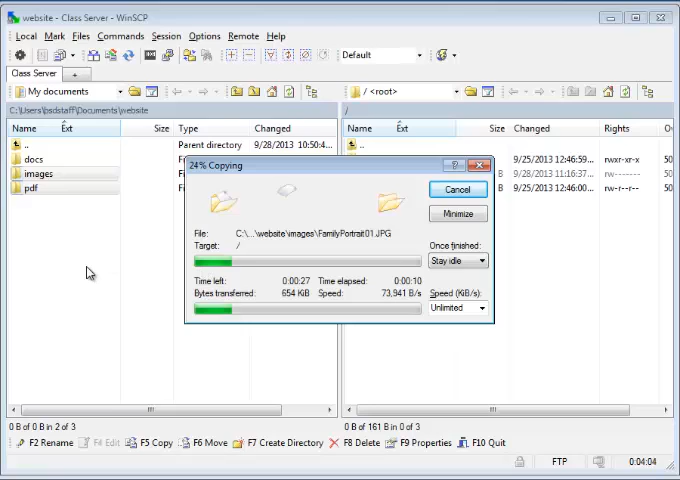 website - Class Server - WinSCP
Local Mark Files Commands Session Options Remote Help
Default
Class Server
My documents
/ <root>
C:\Users\bsdstaff\Documents\website
/
Name Ext Size Type Changed
Name Ext Size Changed Rights
..
Parent directory 9/28/2013 10:50:4...
..
docs
9/25/2013 12:46:59... rwxr-xr-x 50
images
B 9/28/2013 11:16:37... rw-------
pdf
B 9/25/2013 12:46:00... rw-r--r-- 50
24% Copying
Cancel
Minimize
File: C:\...\website\images\FamilyPortrait01.JPG
Target: /
Once finished:
Stay idle
Time left: 0:00:27 Time elapsed: 0:00:10
Bytes transferred: 654 KiB Speed: 73,941 B/s
Speed (KiB/s):
Unlimited
0 B of 0 B in 2 of 3
0 B of 161 B in 0 of 3
F2 Rename F4 Edit F5 Copy F6 Move F7 Create Directory F8 Delete F9 Properties F10 Quit
FTP 0:04:04